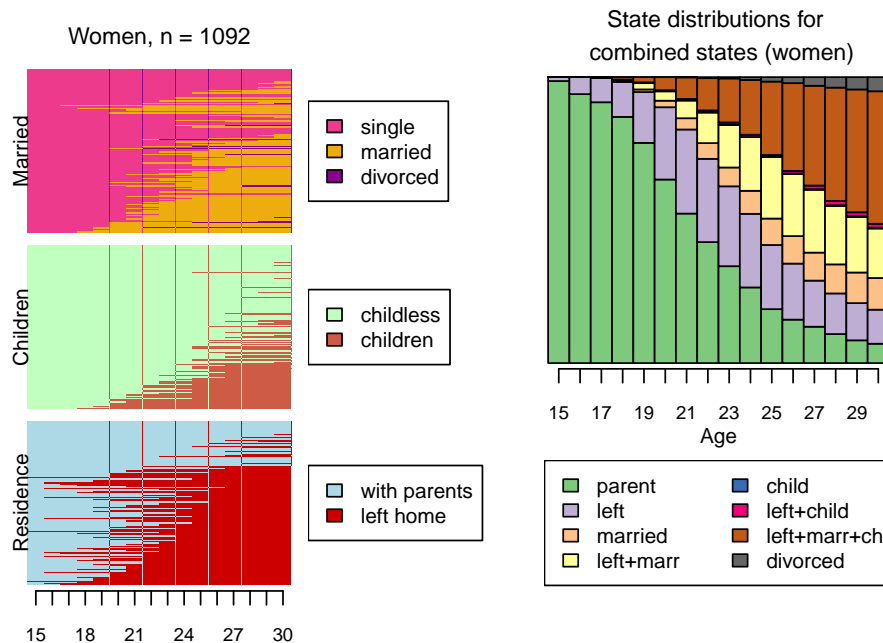 Women, n = 1092
Married
single
married
divorced
Children
childless
children
Residence
with parents
left home
15 18 21 24 27 30
State distributions for
combined states (women)
15 17 19 21 23 25 27 29
Age
parent
left
married
left+marr
child
left+child
left+marr+ch
divorced